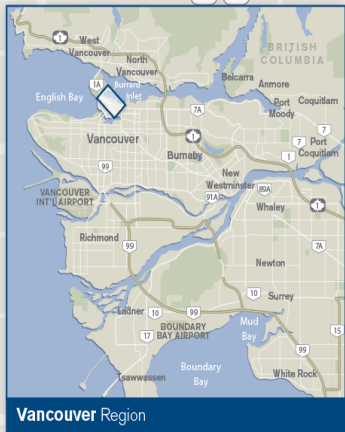 1
West
Vancouver
North
Vancouver
BRITISH
COLUMBIA
Belcarra
Anmore
1A
Burrard
Inlet
English Bay
7A
Port
Moody
Coquitlam
7
Vancouver
1
7
Port
Coquitlam
1
Burnaby
99
New
Westminster
89A
VANCOUVER
INT'L AIRPORT
91A
Whaley
1
Richmond
99
7A
Newton
10
Surrey
Ladner
10
99
Mud
Bay
17
BOUNDARY
BAY AIRPORT
15
99
Boundary
Bay
Tsawwassen
White Rock
Vancouver Region